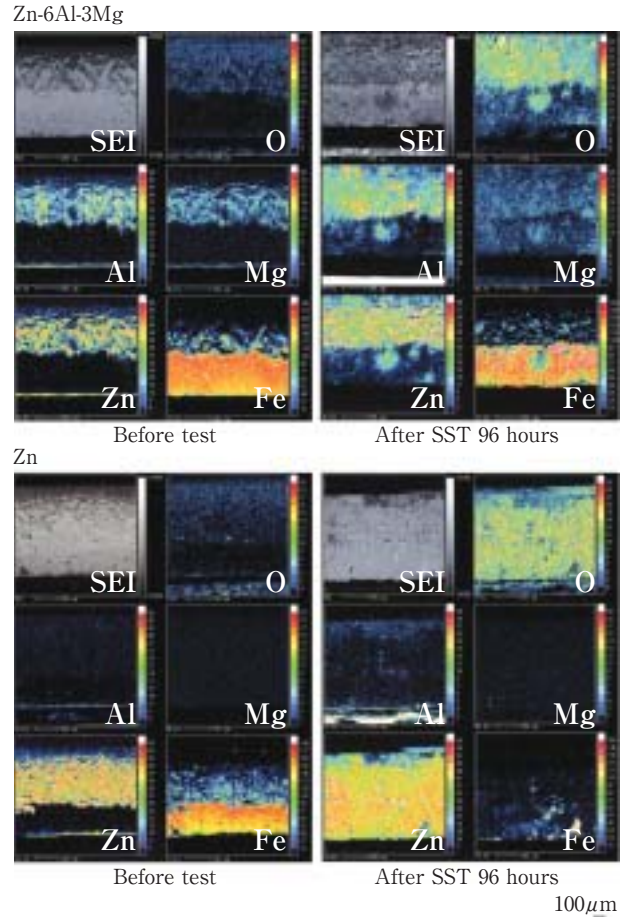 Zn-6Al-3Mg
SEI O SEI O
Al Mg Al Mg
Zn Fe Zn Fe
Before test After SST 96 hours
Zn
SEI O SEI O
Al Mg Al Mg
Zn Fe Zn Fe
Before test After SST 96 hours
100μm